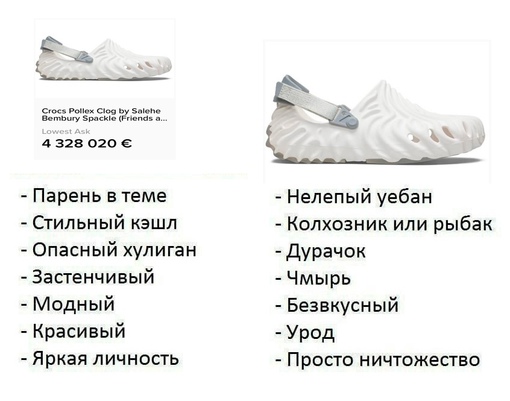 Crocs Pollex Clog by Salehe
Bembury Spackle (Friends a...
Lowest Ask
4 328 020 €
- Парень в теме
- Стильный кэшл
- Опасный хулиган
- Застенчивый
- Модный
- Красивый
- Яркая личность
- Нелепый уебан
- Колхозник или рыбак
- Дурачок
- Чмырь
- Безвкусный
- Урод
- Просто ничтожество